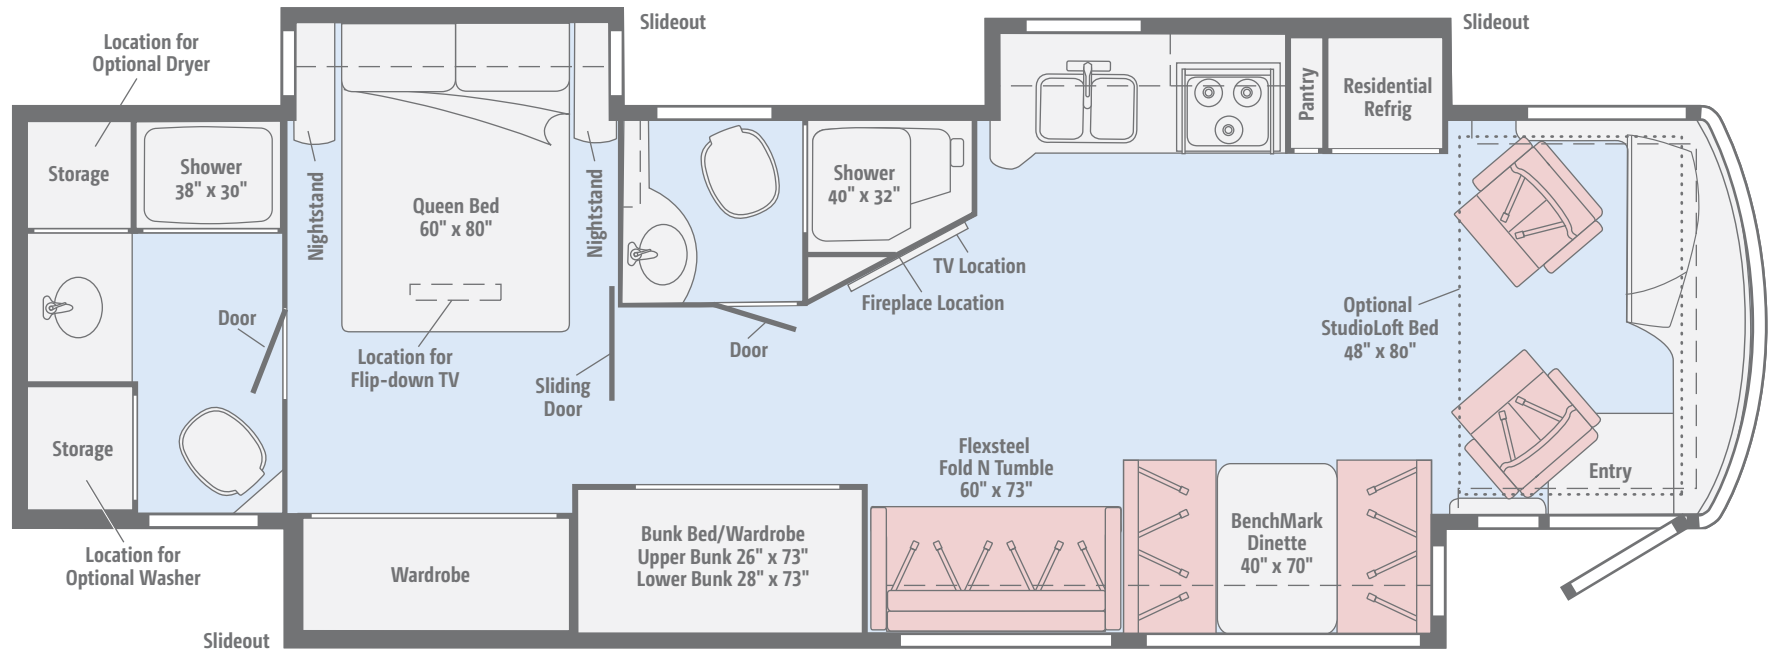 Slideout
Slideout
Location for
Optional Dryer
Storage
Shower
38" x 30"
Nightstand
Queen Bed
60" x 80"
Nightstand
Shower
40" x 32"
Pantry
Residential
Refrig
TV Location
Fireplace Location
Door
Location for
Flip-down TV
Sliding
Door
Door
Optional
StudioLoft Bed
48" x 80"
Storage
Flexsteel
Fold N Tumble
60" x 73"
Entry
BenchMark
Dinette
40" x 70"
Bunk Bed/Wardrobe
Upper Bunk 26" x 73"
Lower Bunk 28" x 73"
Wardrobe
Location for
Optional Washer
Slideout